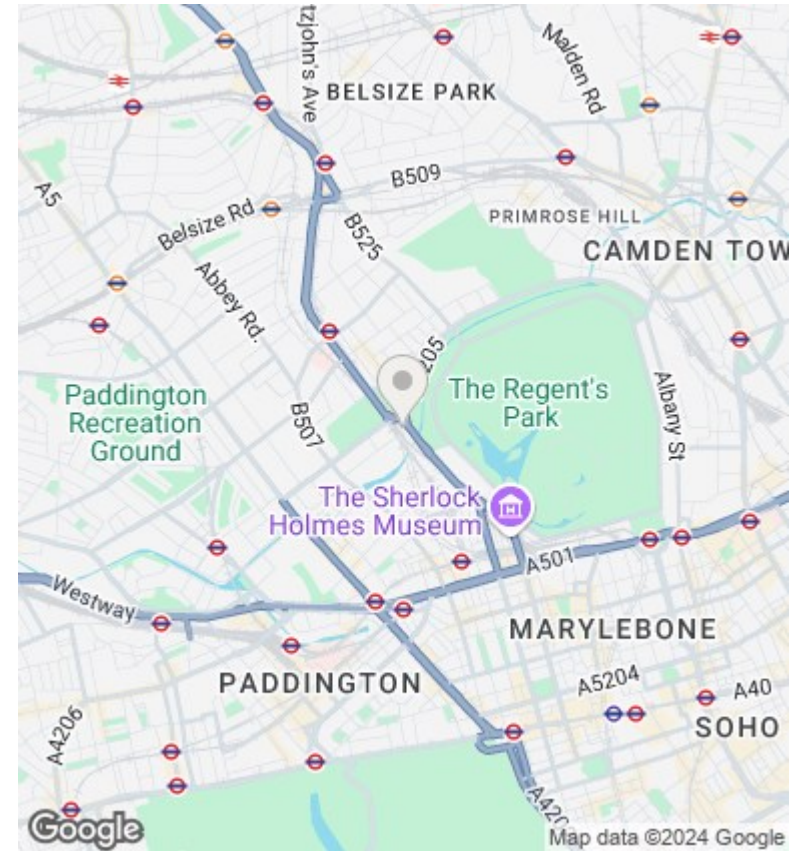 tzjohn's Ave
BELSIZE PARK
Malden Rd
A5
B509
Belsize Rd
B525
PRIMROSE HILL
CAMDEN TOW
Abbey Rd.
205
Paddington
Recreation
Ground
B507
The Regent's
Park
Albany St
The Sherlock
Holmes Museum
A501
Westway
MARYLEBONE
PADDINGTON
A5204
A40
SOHO
A4206
A420
Google
Map data ©2024 Google